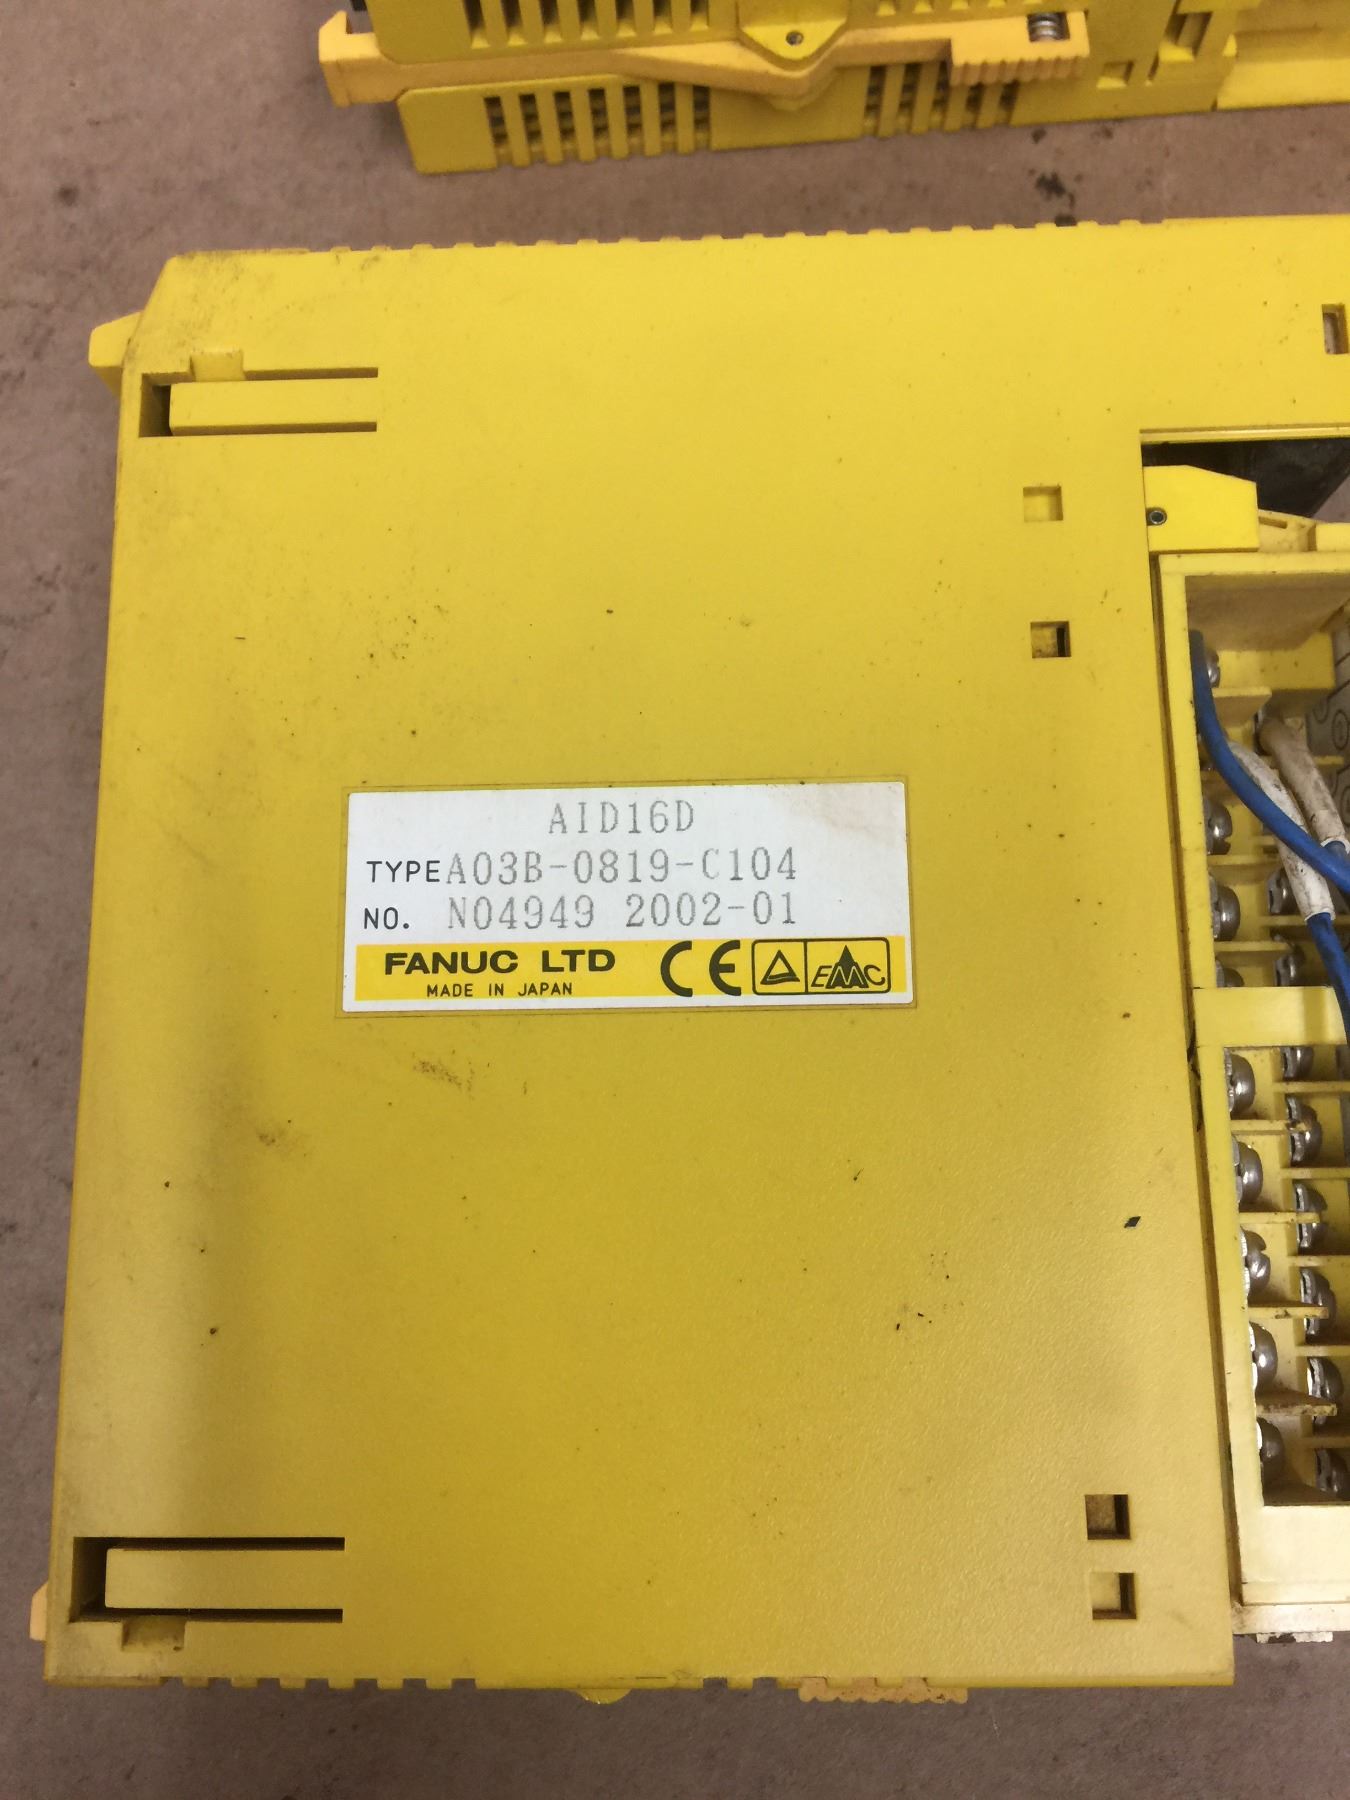 AID16D
TYPE A03B-0819-C104
NO. N04949 2002-01
FANUC LTD CE EMC
MADE IN JAPAN